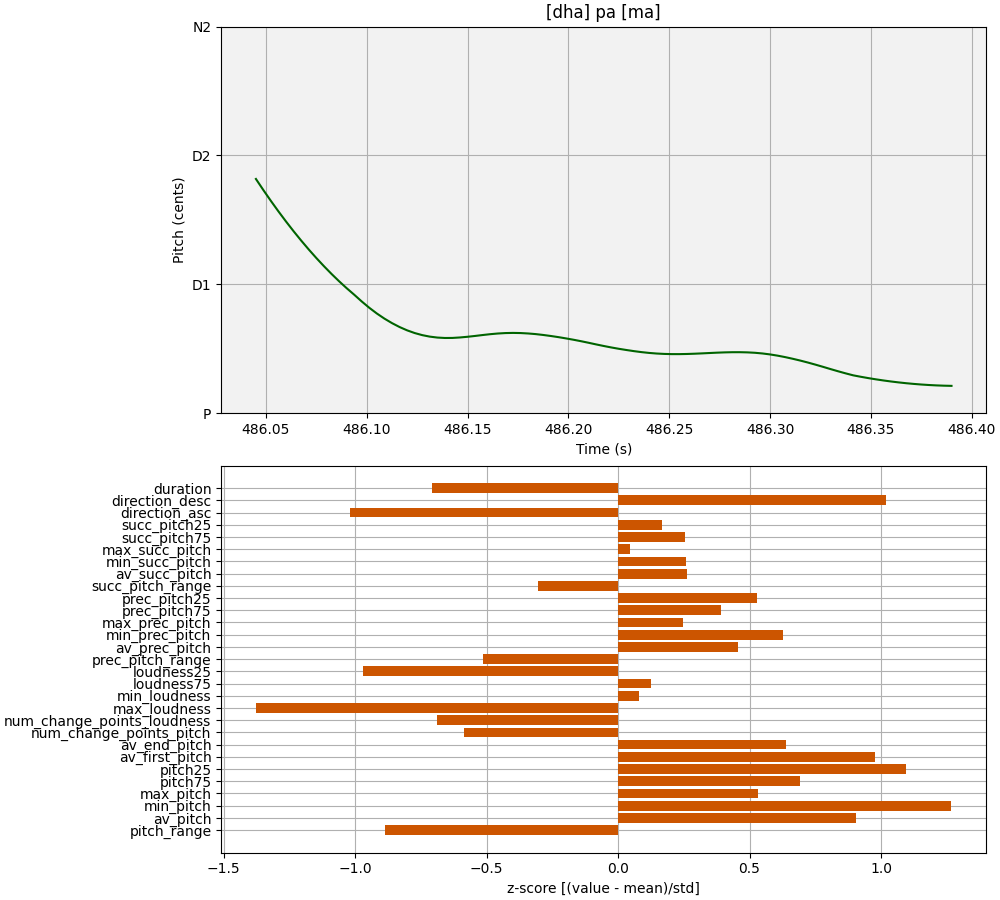 [dha] pa [ma]
N2
D2
D1
P
Pitch (cents)
486.05 486.10 486.15 486.20 486.25 486.30 486.35 486.40
Time (s)
duration
direction_desc
direction_asc
succ_pitch25
succ_pitch75
max_succ_pitch
min_succ_pitch
av_succ_pitch
succ_pitch_range
prec_pitch25
prec_pitch75
max_prec_pitch
min_prec_pitch
av_prec_pitch
prec_pitch_range
loudness25
loudness75
min_loudness
max_loudness
num_change_points_loudness
num_change_points_pitch
av_end_pitch
av_first_pitch
pitch25
pitch75
max_pitch
min_pitch
av_pitch
pitch_range
−1.5 −1.0 −0.5 0.0 0.5 1.0
z-score [(value - mean)/std]